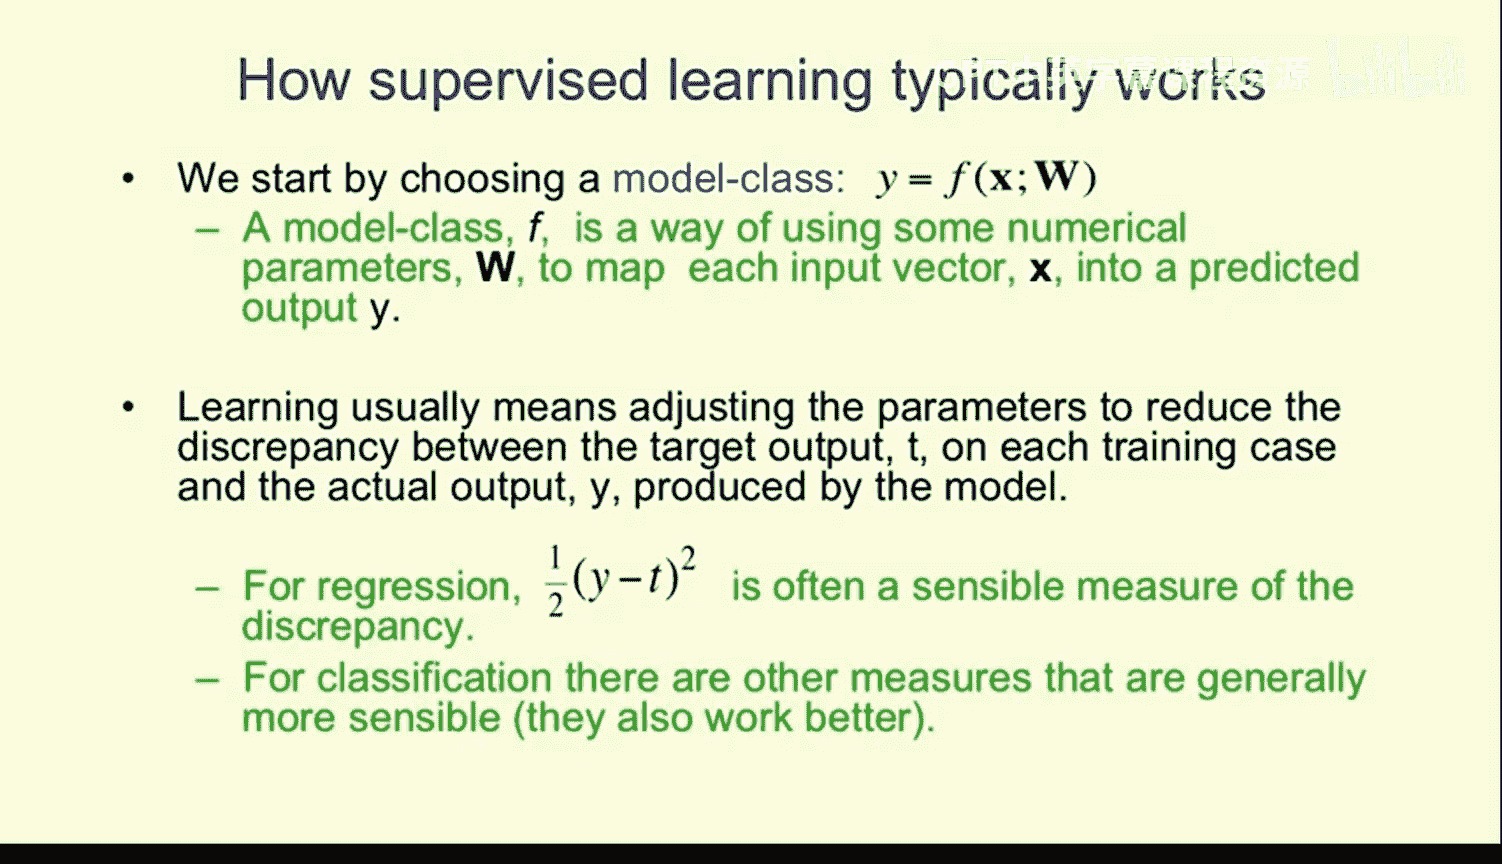 How supervised learning typically works
• We start by choosing a model-class: y = f(x; W)
– A model-class, f, is a way of using some numerical
parameters, W, to map each input vector, x, into a predicted
output y.
• Learning usually means adjusting the parameters to reduce the
discrepancy between the target output, t, on each training case
and the actual output, y, produced by the model.
– For regression, ½(y − t)² is often a sensible measure of the
discrepancy.
– For classification there are other measures that are generally
more sensible (they also work better).